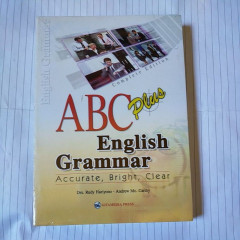 English Grammar
Complete Edition
ABC Plus
English
Grammar
Accurate, Bright, Clear